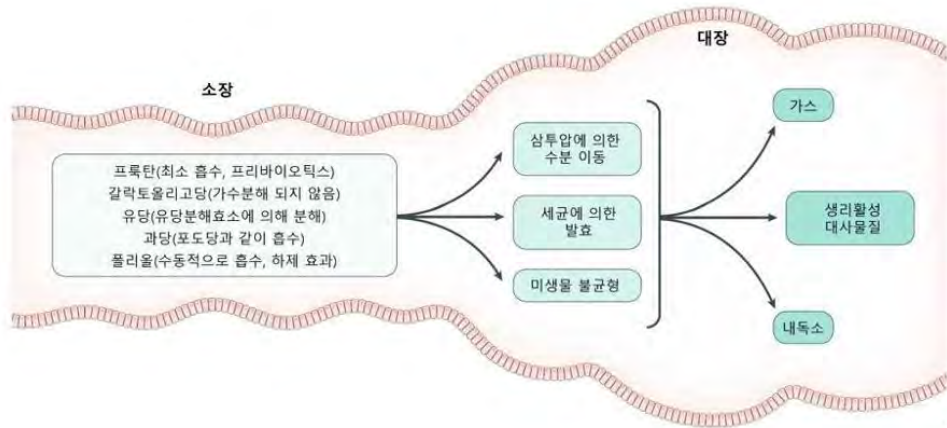 대장
소장
프룩탄(최소 흡수, 프리바이오틱스)
갈락토올리고당(가수분해 되지 않음)
유당(유당분해효소에 의해 분해)
과당(포도당과 같이 흡수)
폴리올(수동적으로 흡수, 하제 효과)
삼투압에 의한
수분 이동
세균에 의한
발효
미생물 불균형
가스
생리활성
대사물질
내독소